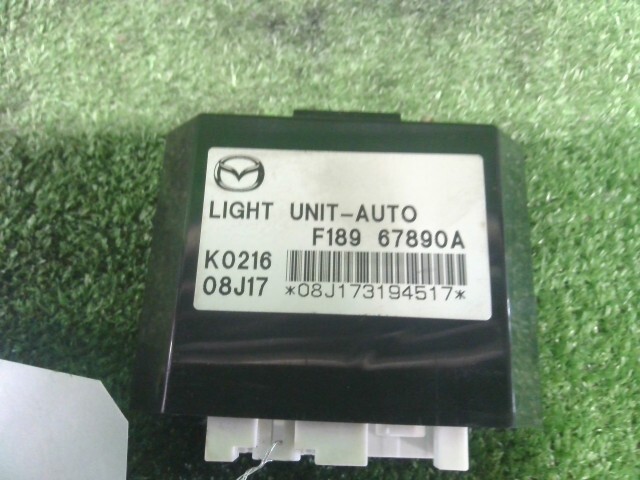 LIGHT UNIT-AUTO
F189 67890A
K0216
08J17 *08J173194517*